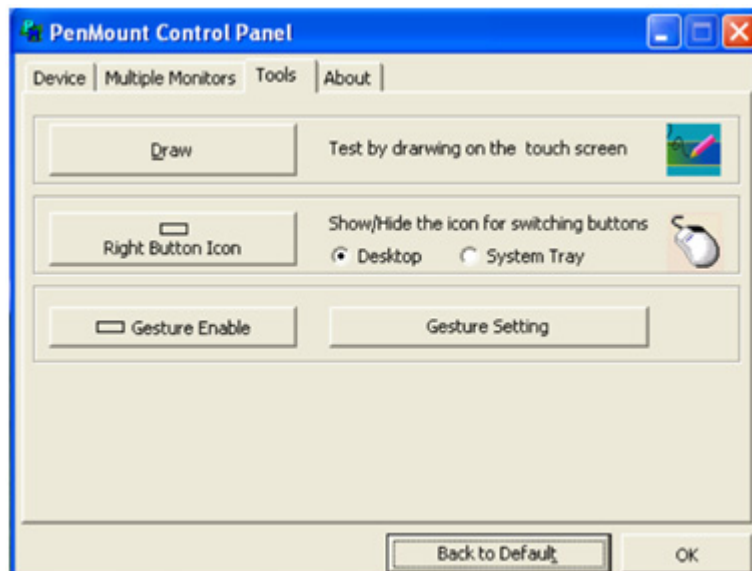 PenMount Control Panel
Device Multiple Monitors Tools About
Draw Test by drarwing on the touch screen
Show/Hide the icon for switching buttons
Right Button Icon Desktop System Tray
Gesture Enable Gesture Setting
Back to Default OK